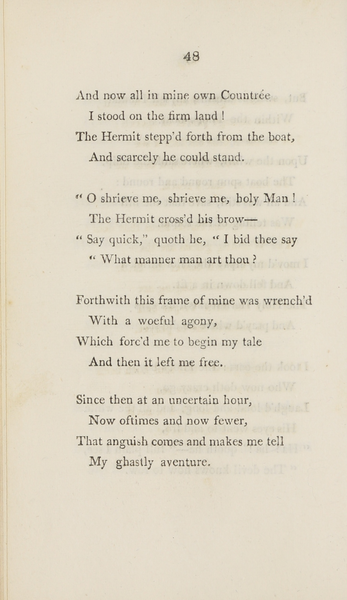 48
And now all in mine own Countrée
I stood on the firm land!
The Hermit stepp'd forth from the boat,
And scarcely he could stand.
"O shrieve me, shrieve me, holy Man!
The Hermit cross'd his brow—
"Say quick," quoth he, "I bid thee say
"What manner man art thou?
Forthwith this frame of mine was wrench'd
With a woeful agony,
Which forc'd me to begin my tale
And then it left me free.
Since then at an uncertain hour,
Now oftimes and now fewer,
That anguish comes and makes me tell
My ghastly aventure.